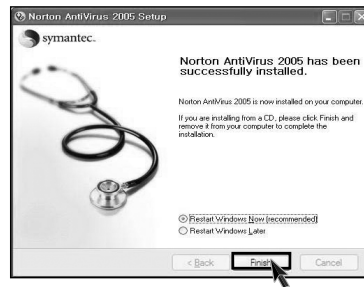 Norton AntiVirus 2005 Setup
symantec.
Norton AntiVirus 2005 has been
successfully installed.
Norton AntiVirus 2005 is now installed on your computer.
If you are installing from a CD, please click Finish and
remove it from your computer to complete the
installation.
Restart Windows Now (recommended)
Restart Windows Later
< Back Finish Cancel